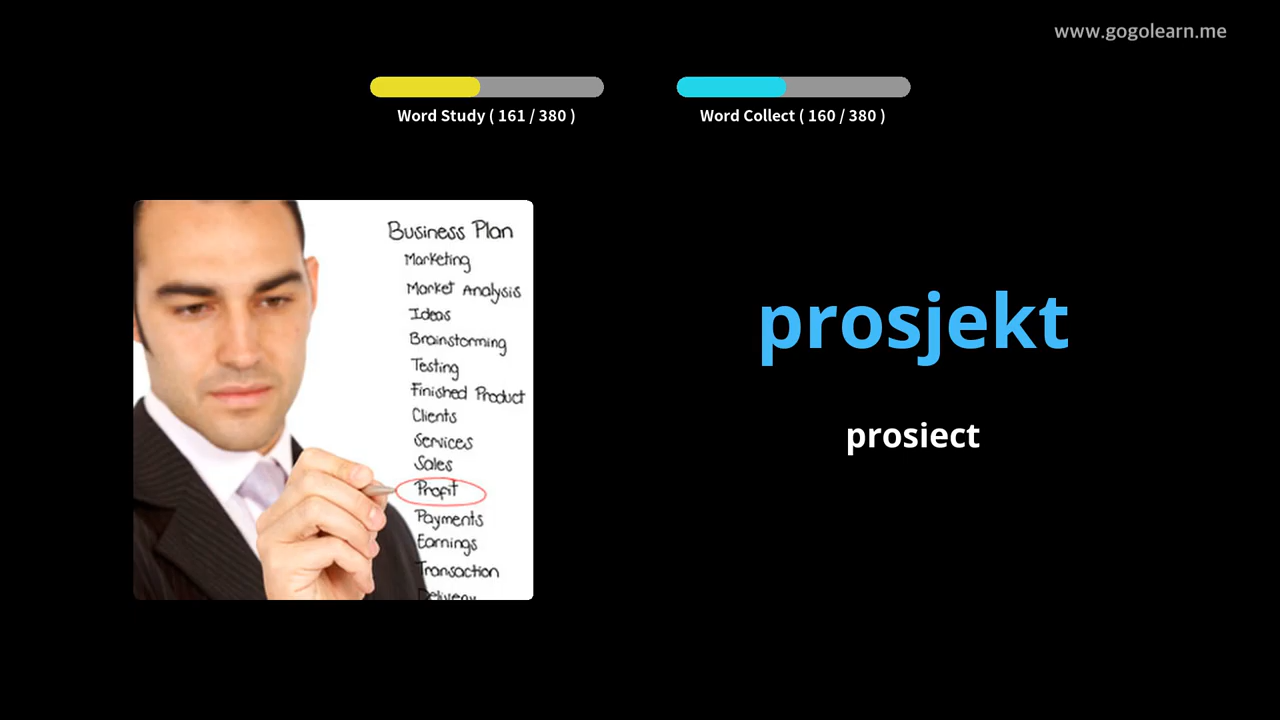 www.gogolearn.me
Word Study ( 161 / 380 )
Word Collect ( 160 / 380 )
Business Plan
Marketing
Market Analysis
Ideas
Brainstorming
Testing
Finished Product
Clients
Services
Sales
Profit
Payments
Earnings
Transaction
Delivery
prosjekt
prosiect